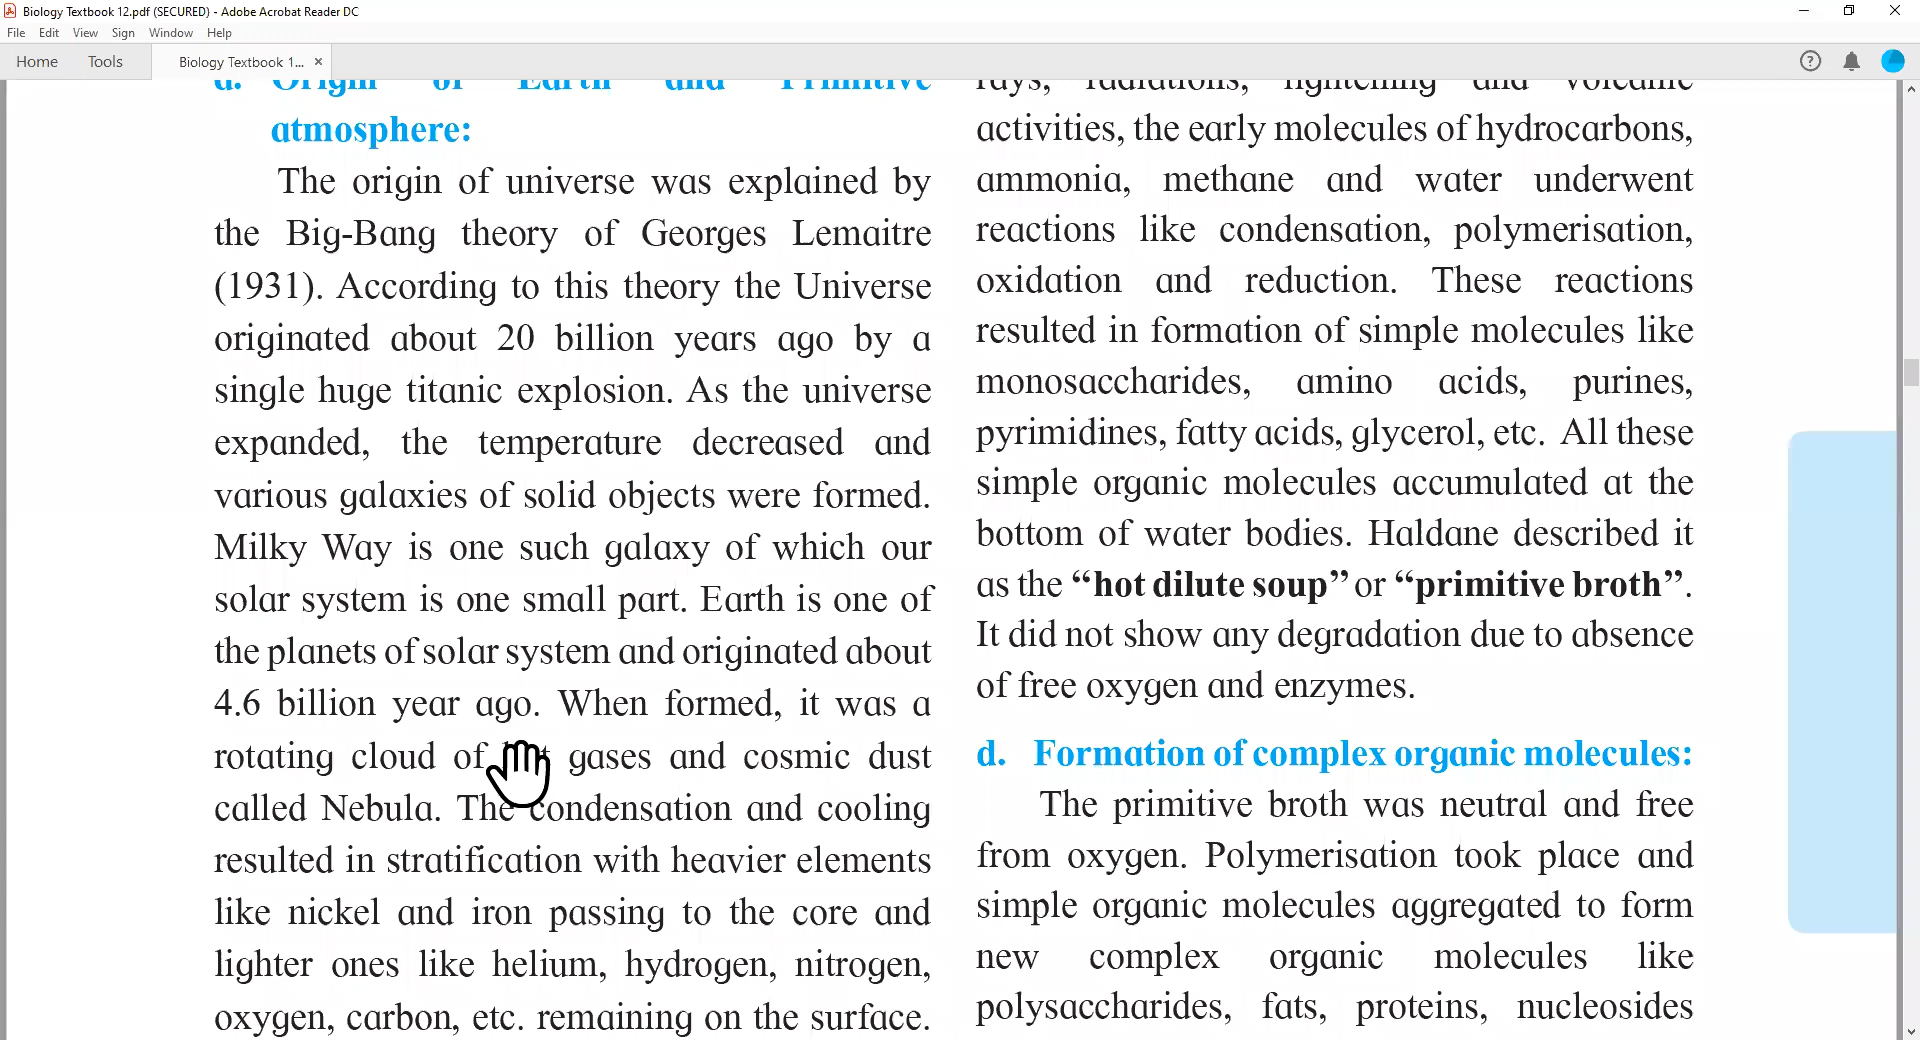 Biology Textbook 12.pdf (SECURED) - Adobe Acrobat Reader DC
File Edit View Sign Window Help
Home Tools Biology Textbook 1... ×
a. Origin of Earth and Primitive
atmosphere:
The origin of universe was explained by
the Big-Bang theory of Georges Lemaitre
(1931). According to this theory the Universe
originated about 20 billion years ago by a
single huge titanic explosion. As the universe
expanded, the temperature decreased and
various galaxies of solid objects were formed.
Milky Way is one such galaxy of which our
solar system is one small part. Earth is one of
the planets of solar system and originated about
4.6 billion year ago. When formed, it was a
rotating cloud of gases and cosmic dust
called Nebula. The condensation and cooling
resulted in stratification with heavier elements
like nickel and iron passing to the core and
lighter ones like helium, hydrogen, nitrogen,
oxygen, carbon, etc. remaining on the surface.
rays, radiations, lightening and volcanic
activities, the early molecules of hydrocarbons,
ammonia, methane and water underwent
reactions like condensation, polymerisation,
oxidation and reduction. These reactions
resulted in formation of simple molecules like
monosaccharides, amino acids, purines,
pyrimidines, fatty acids, glycerol, etc. All these
simple organic molecules accumulated at the
bottom of water bodies. Haldane described it
as the “hot dilute soup” or “primitive broth”.
It did not show any degradation due to absence
of free oxygen and enzymes.
d. Formation of complex organic molecules:
The primitive broth was neutral and free
from oxygen. Polymerisation took place and
simple organic molecules aggregated to form
new complex organic molecules like
polysaccharides, fats, proteins, nucleosides